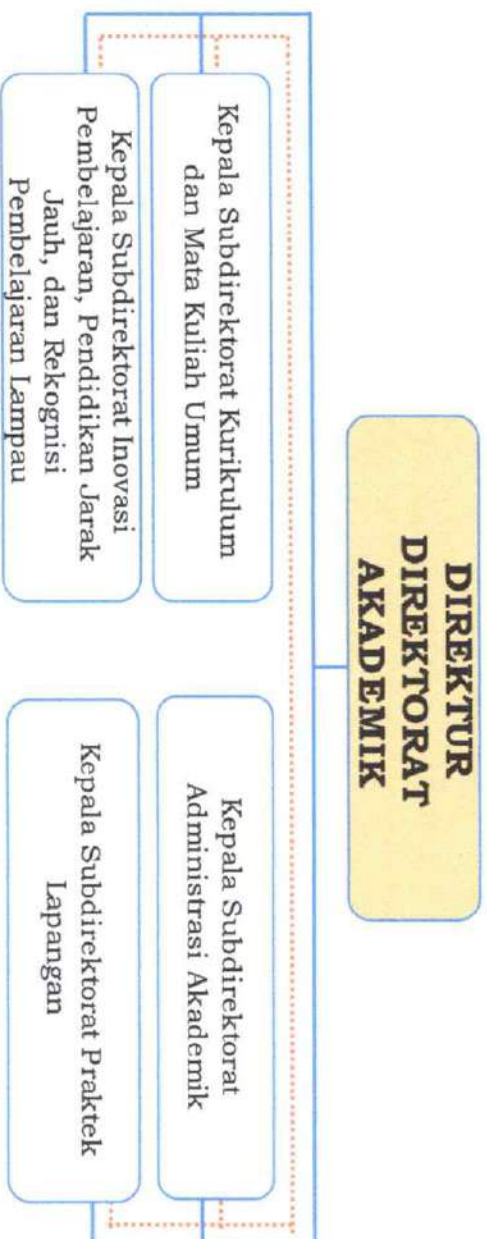 DIREKTUR
DIREKTORAT
AKADEMIK
Kepala Subdirektorat Kurikulum
dan Mata Kuliah Umum
Kepala Subdirektorat
Administrasi Akademik
Kepala Subdirektorat Inovasi
Pembelajaran, Pendidikan Jarak
Jauh, dan Rekognisi
Pembelajaran Lampau
Kepala Subdirektorat Praktek
Lapangan